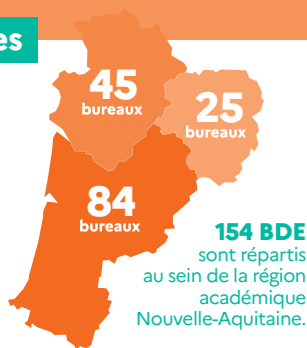 es
45
bureaux
25
bureaux
84
bureaux
154 BDE
sont répartis
au sein de la région
académique
Nouvelle-Aquitaine.